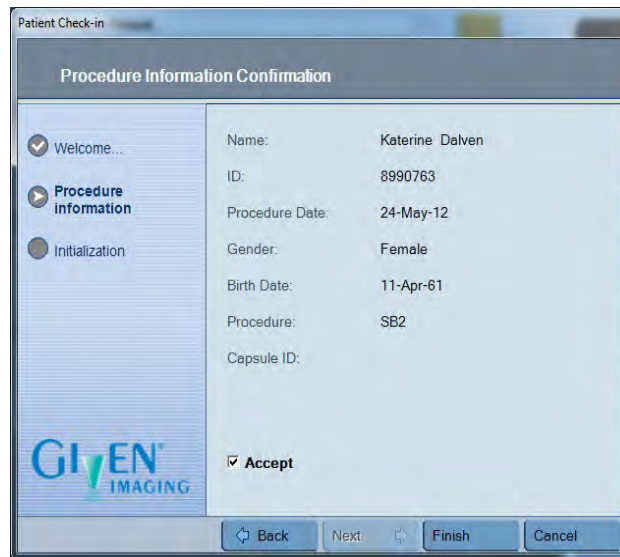 Patient Check-in
Procedure Information Confirmation
Welcome...
Procedure
information
Initialization
Name: Katerine Dalven
ID: 8990763
Procedure Date: 24-May-12
Gender: Female
Birth Date: 11-Apr-61
Procedure: SB2
Capsule ID:
GIVEN
IMAGING
Accept
Back Next Finish Cancel